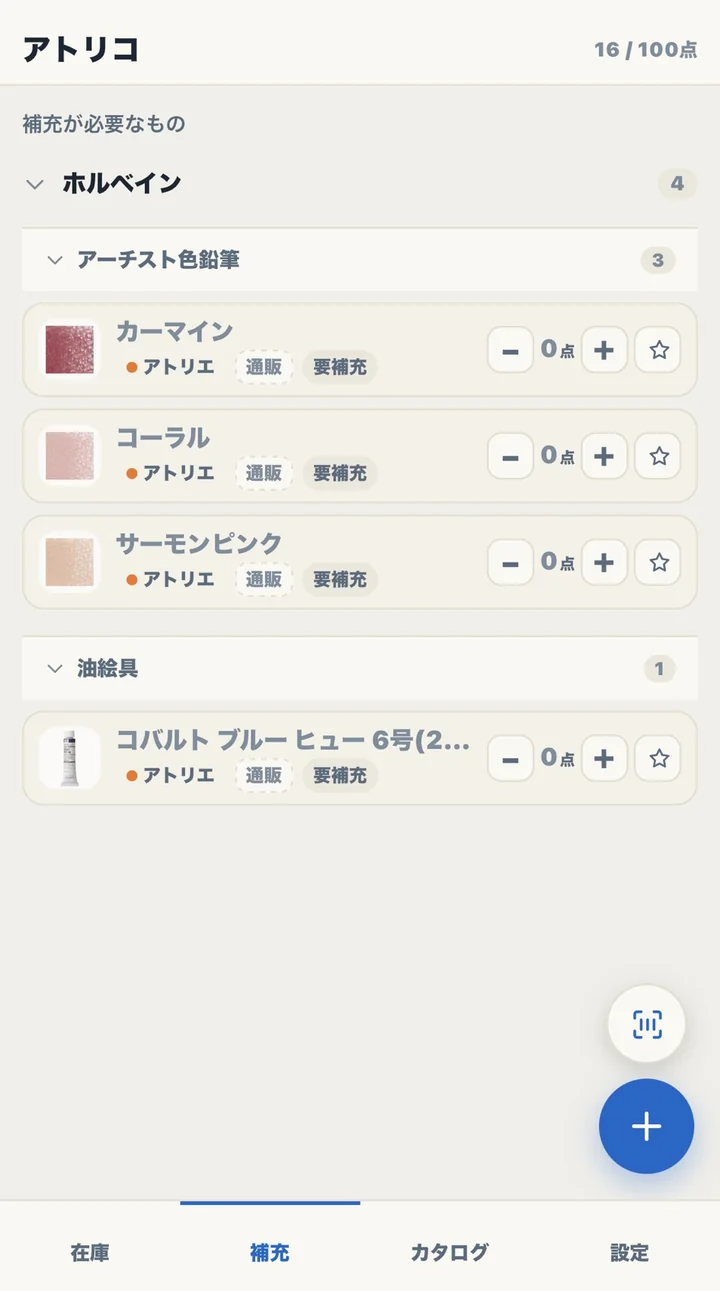 アトリコ
16 / 100点
補充が必要なもの
ホルベイン
4
アーチスト色鉛筆
3
カーマイン
アトリエ 通販 要補充
0点
コーラル
アトリエ 通販 要補充
0点
サーモンピンク
アトリエ 通販 要補充
0点
油絵具
1
コバルト ブルー ヒュー 6号(2...
アトリエ 通販 要補充
0点
在庫 補充 カタログ 設定